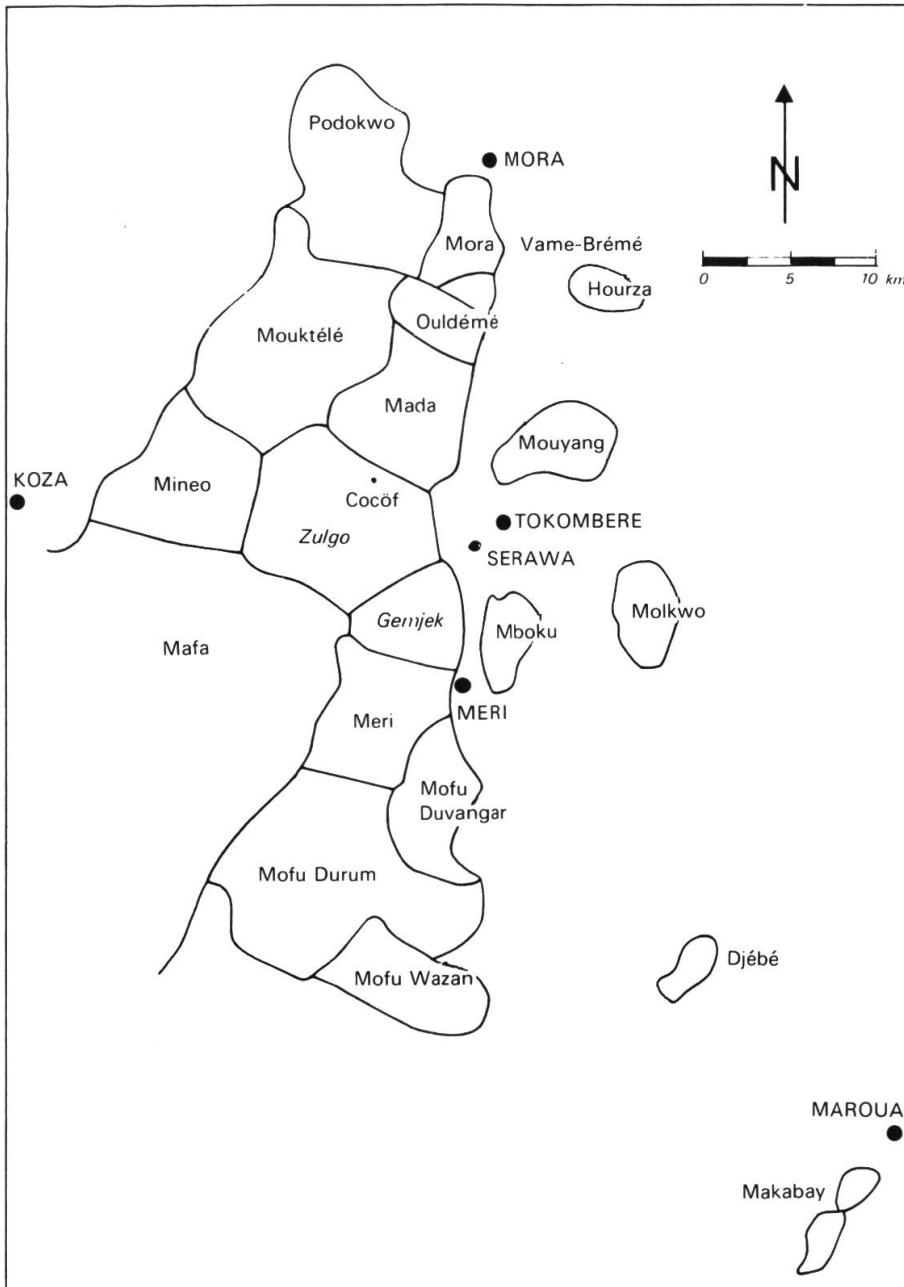 Podokwo
MORA
N
Mora
Vame-Brémé
Hourza
0 5 10 km
Ouldémé
Mouktélé
Mada
Mouyang
KOZA
Mineo
Cocöf
TOKOMBERE
Zulgo
SERAWA
Gemjek
Molkwo
Mboku
Mafa
MERI
Meri
Mofu
Duvangar
Mofu Durum
Djébé
Mofu Wazan
MAROUA
Makabay